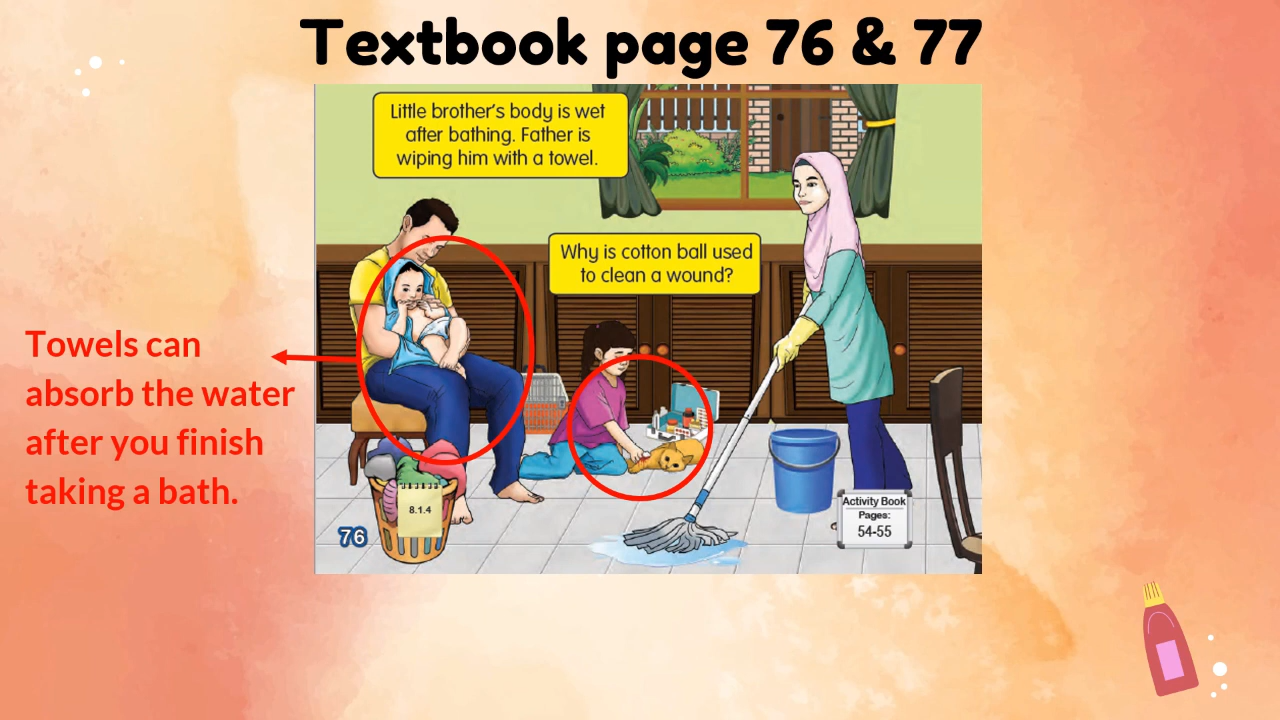 Textbook page 76 & 77
Little brother's body is wet
after bathing. Father is
wiping him with a towel.
Why is cotton ball used
to clean a wound?
Towels can
absorb the water
after you finish
taking a bath.
8.1.4
76
Activity Book
Pages:
54-55